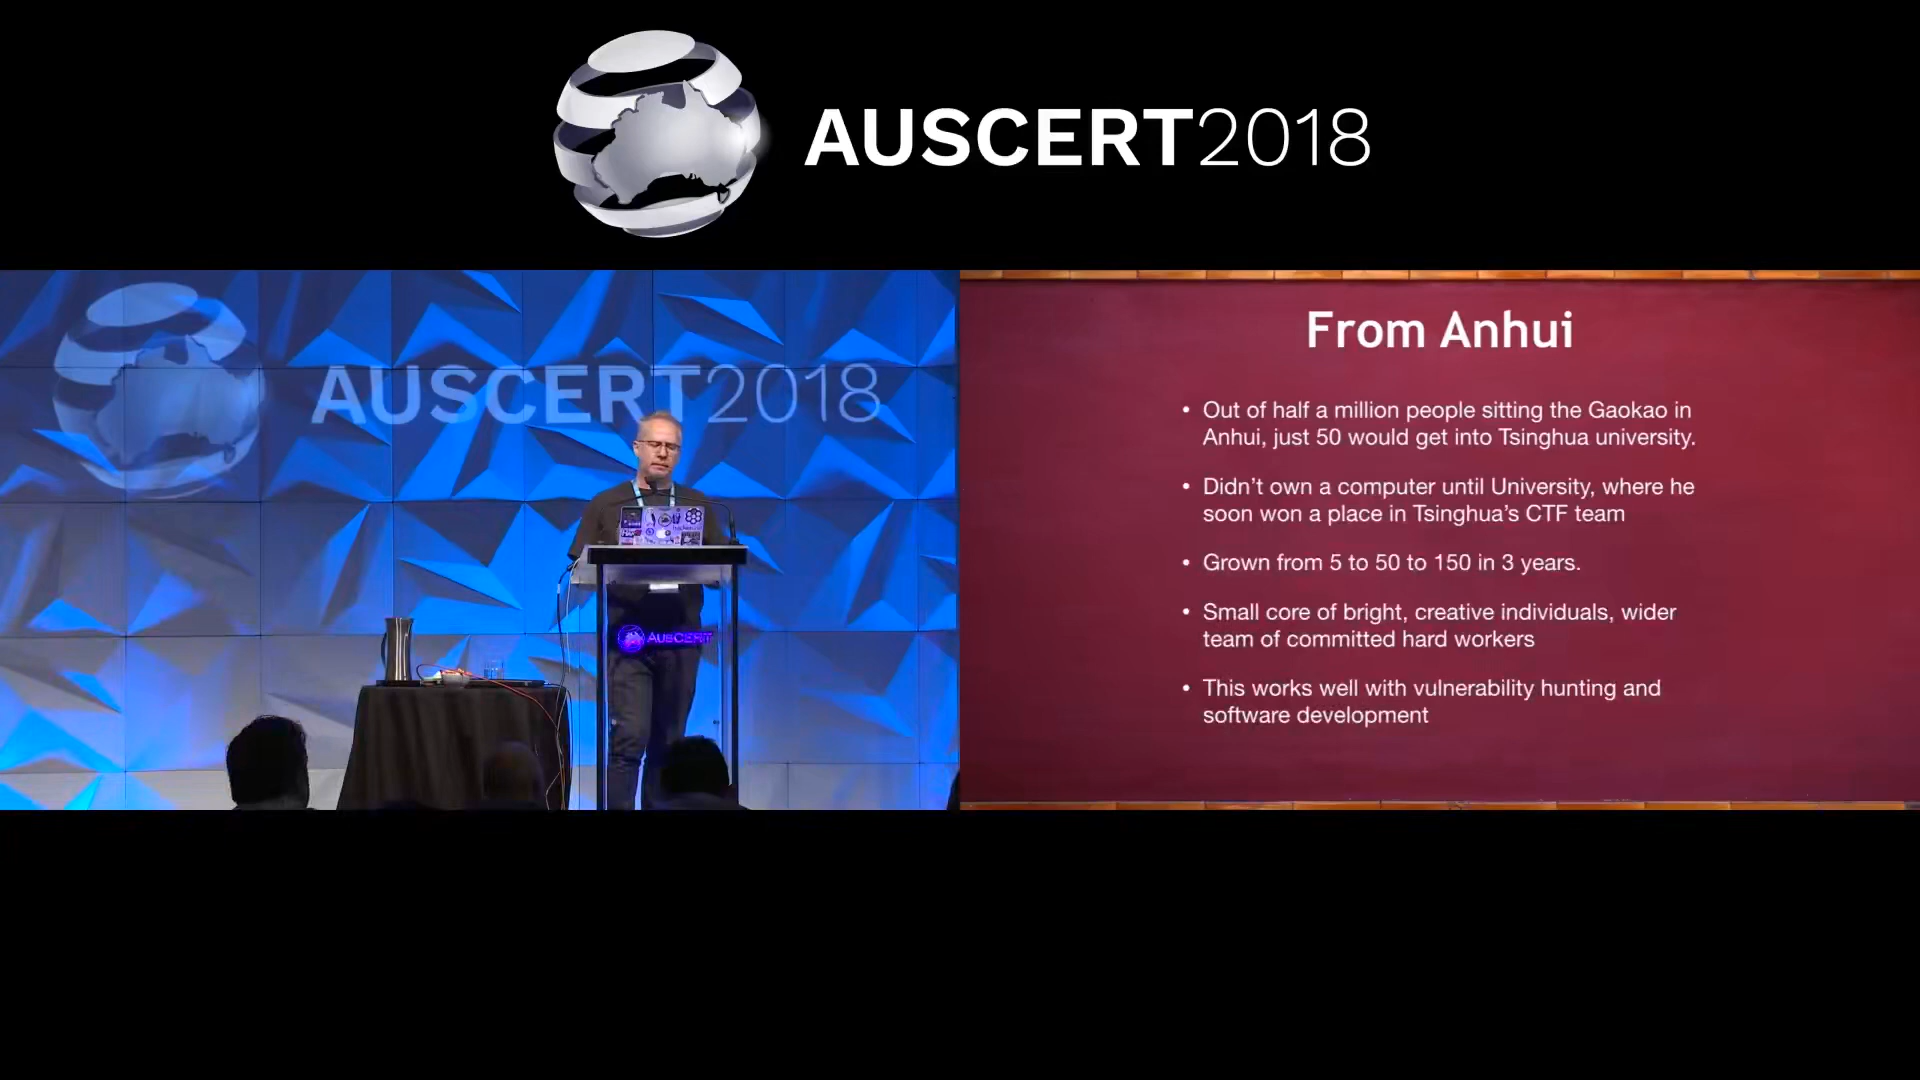 AUSCERT2018
AUSCERT2018
AUSCERT
From Anhui
• Out of half a million people sitting the Gaokao in
Anhui, just 50 would get into Tsinghua university.
• Didn’t own a computer until University, where he
soon won a place in Tsinghua’s CTF team
• Grown from 5 to 50 to 150 in 3 years.
• Small core of bright, creative individuals, wider
team of committed hard workers
• This works well with vulnerability hunting and
software development